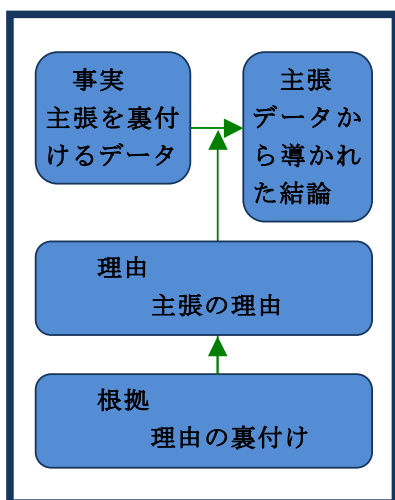 事実
主張を裏付
けるデータ
主張
データか
ら導かれ
た結論
理由
主張の理由
根拠
理由の裏付け